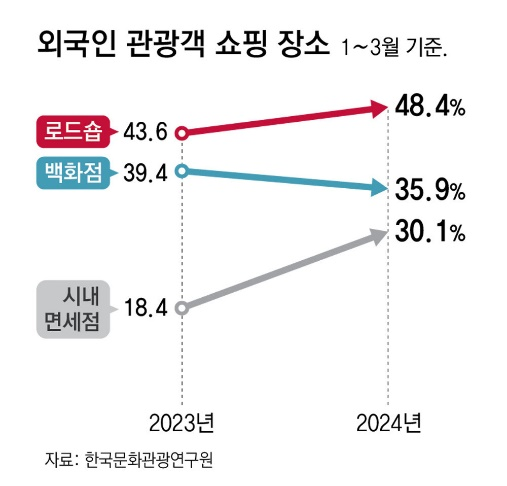 외국인 관광객 쇼핑 장소 1~3월 기준.
48.4%
로드숍 43.6
백화점 39.4
35.9%
30.1%
시내
면세점
18.4
2023년 2024년
자료: 한국문화관광연구원